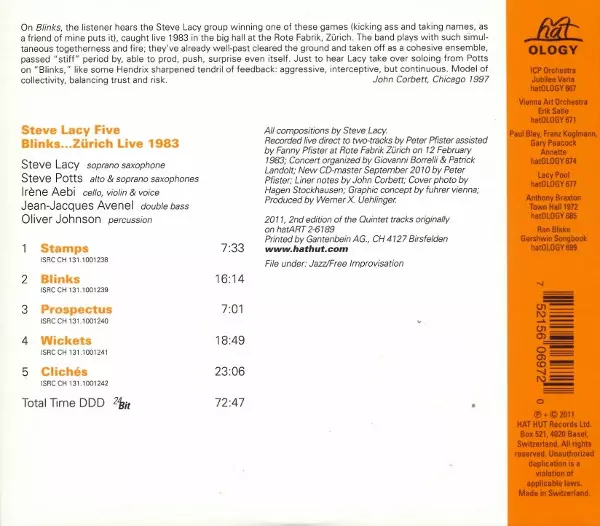 On Blinks, the listener hears the Steve Lacy group winning one of these games (kicking ass and taking names, as
a friend of mine puts it), caught live 1983 in the big hall at the Rote Fabrik, Zürich. The band plays with such simul-
taneous togetherness and fire; they've already well-past cleared the ground and taken off as a cohesive ensemble,
passed "stiff" period by, able to prod, push, surprise even itself. Just to hear Lacy take over soloing from Potts
on "Blinks," like some Hendrix sharpened tendril of feedback: aggressive, interceptive, but continuous. Model of
collectivity, balancing trust and risk.
John Corbett, Chicago 1997
Steve Lacy Five
Blinks...Zürich Live 1983
Steve Lacy soprano saxophone
Steve Potts alto & soprano saxophones
Irène Aebi cello, violin & voice
Jean-Jacques Avenel double bass
Oliver Johnson percussion
1 Stamps 7:33
ISRC CH 131.1001238
2 Blinks 16:14
ISRC CH 131.1001239
3 Prospectus 7:01
ISRC CH 131.1001240
4 Wickets 18:49
ISRC CH 131.1001241
5 Clichés 23:06
ISRC CH 131.1001242
Total Time DDD 24Bit 72:47
All compositions by Steve Lacy.
Recorded live direct to two-tracks by Peter Pfister assisted
by Fanny Pfister at Rote Fabrik Zürich on 12 February
1983; Concert organized by Giovanni Borrelli & Patrick
Landolt; New CD-master September 2010 by Peter
Pfister; Liner notes by John Corbett; Cover photo by
Hagen Stockhausen; Graphic concept by fuhrer vienna;
Produced by Werner X. Uehlinger.
2011, 2nd edition of the Quintet tracks originally
on hatART 2-6189
Printed by Gantenbein AG., CH 4127 Birsfelden
www.hathut.com
File under: Jazz/Free Improvisation
hat
OLOGY
ICP Orchestra
Jubilee Varia
hatOLOGY 667
Vienna Art Orchestra
Erik Satie
hatOLOGY 671
Paul Bley, Franz Koglmann,
Gary Peacock
Annette
hatOLOGY 674
Lacy Pool
hatOLOGY 677
Anthony Braxton
Town Hall 1972
hatOLOGY 685
Ran Blake
Gershwin Songbook
hatOLOGY 689
7 52156 06972 0
℗ + © 2011
HAT HUT Records Ltd.
Box 521, 4020 Basel,
Switzerland. All rights
reserved. Unauthorized
duplication is a
violation of
applicable laws.
Made in Switzerland.